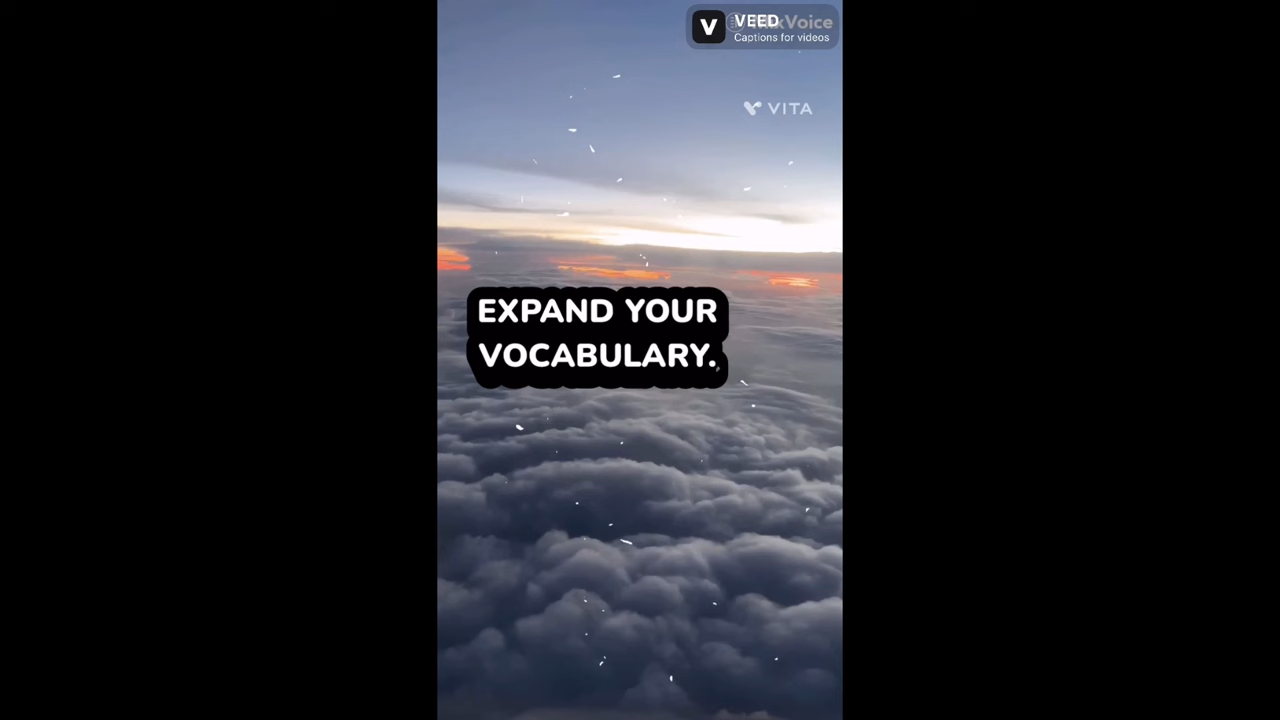 VEED
Captions for videos
VITA
EXPAND YOUR
VOCABULARY.